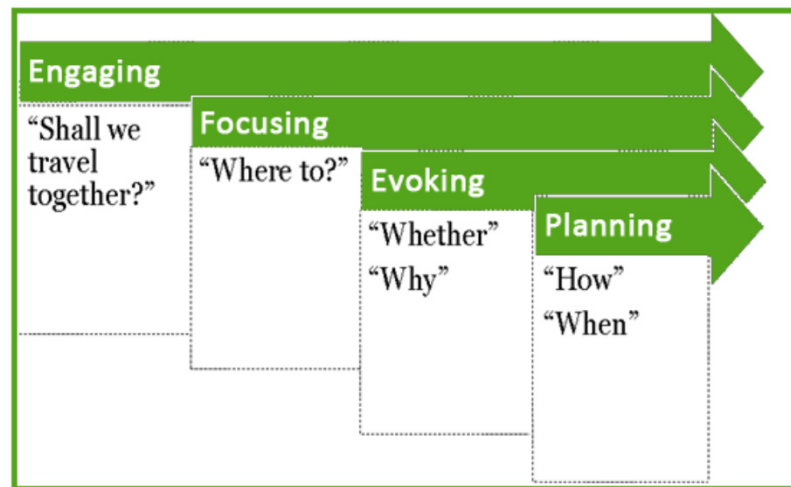 Engaging
“Shall we
travel
together?”
Focusing
“Where to?”
Evoking
“Whether”
“Why”
Planning
“How”
“When”